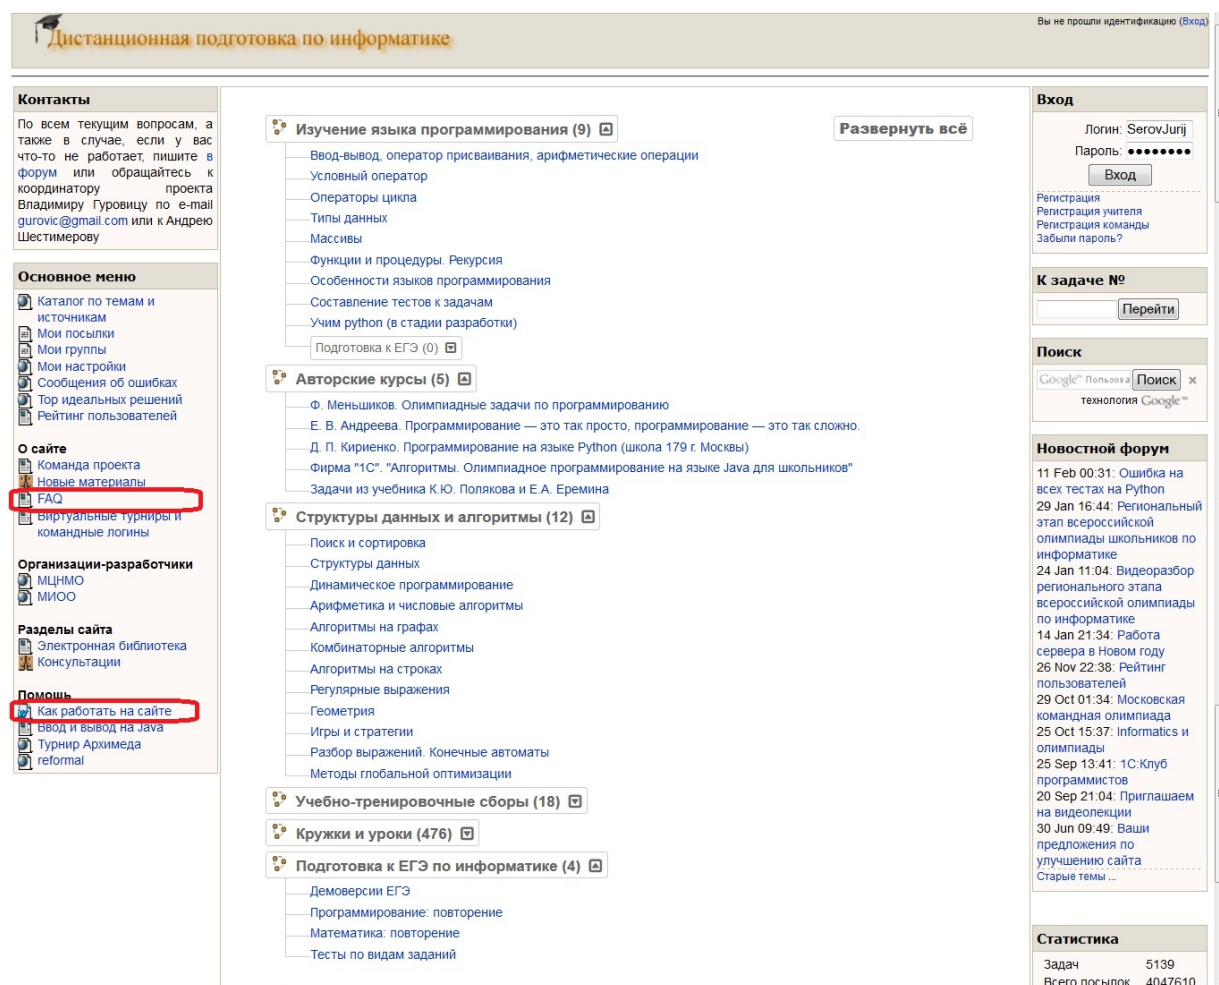 Вы не прошли идентификацию (Вход)
Дистанционная подготовка по информатике
Контакты
По всем текущим вопросам, а
также в случае, если у вас
что-то не работает, пишите в
форум или обращайтесь к
координатору проекта
Владимиру Гуровицу по e-mail
gurovic@gmail.com или к Андрею
Шестимерову
Основное меню
Каталог по темам и
источникам
Мои посылки
Мои группы
Мои настройки
Сообщения об ошибках
Тор идеальных решений
Рейтинг пользователей
О сайте
Команда проекта
Новые материалы
FAQ
Виртуальные турниры и
командные логины
Организации-разработчики
МЦНМО
МИОО
Разделы сайта
Электронная библиотека
Консультации
Помощь
Как работать на сайте
Ввод и вывод на Java
Турнир Архимеда
reformal
Изучение языка программирования (9)
Развернуть всё
Ввод-вывод, оператор присваивания, арифметические операции
Условный оператор
Операторы цикла
Типы данных
Массивы
Функции и процедуры. Рекурсия
Особенности языков программирования
Составление тестов к задачам
Учим python (в стадии разработки)
Подготовка к ЕГЭ (0)
Авторские курсы (5)
Ф. Меньшиков. Олимпиадные задачи по программированию
Е. В. Андреева. Программирование — это так просто, программирование — это так сложно.
Д. П. Кириенко. Программирование на языке Python (школа 179 г. Москвы)
Фирма "1С". "Алгоритмы. Олимпиадное программирование на языке Java для школьников"
Задачи из учебника К.Ю. Полякова и Е.А. Еремина
Структуры данных и алгоритмы (12)
Поиск и сортировка
Структуры данных
Динамическое программирование
Арифметика и числовые алгоритмы
Алгоритмы на графах
Комбинаторные алгоритмы
Алгоритмы на строках
Регулярные выражения
Геометрия
Игры и стратегии
Разбор выражений. Конечные автоматы
Методы глобальной оптимизации
Учебно-тренировочные сборы (18)
Кружки и уроки (476)
Подготовка к ЕГЭ по информатике (4)
Демоверсии ЕГЭ
Программирование: повторение
Математика: повторение
Тесты по видам заданий
Вход
Логин: SerovJurij
Пароль: ●●●●●●●●
Вход
Регистрация
Регистрация учителя
Регистрация команды
Забыли пароль?
К задаче №
Перейти
Поиск
Google™ Пользова Поиск ×
технология Google™
Новостной форум
11 Feb 00:31: Ошибка на
всех тестах на Python
29 Jan 16:44: Региональный
этап всероссийской
олимпиады школьников по
информатике
24 Jan 11:04: Видеоразбор
регионального этапа
всероссийской олимпиады
по информатике
14 Jan 21:34: Работа
сервера в Новом году
26 Nov 22:38: Рейтинг
пользователей
29 Oct 01:34: Московская
командная олимпиада
25 Oct 15:37: Informatics и
олимпиады
25 Sep 13:41: 1С:Клуб
программистов
20 Sep 21:04: Приглашаем
на видеолекции
30 Jun 09:49: Ваши
предложения по
улучшению сайта
Старые темы ...
Статистика
Задач 5139
Всего посылок 4047610